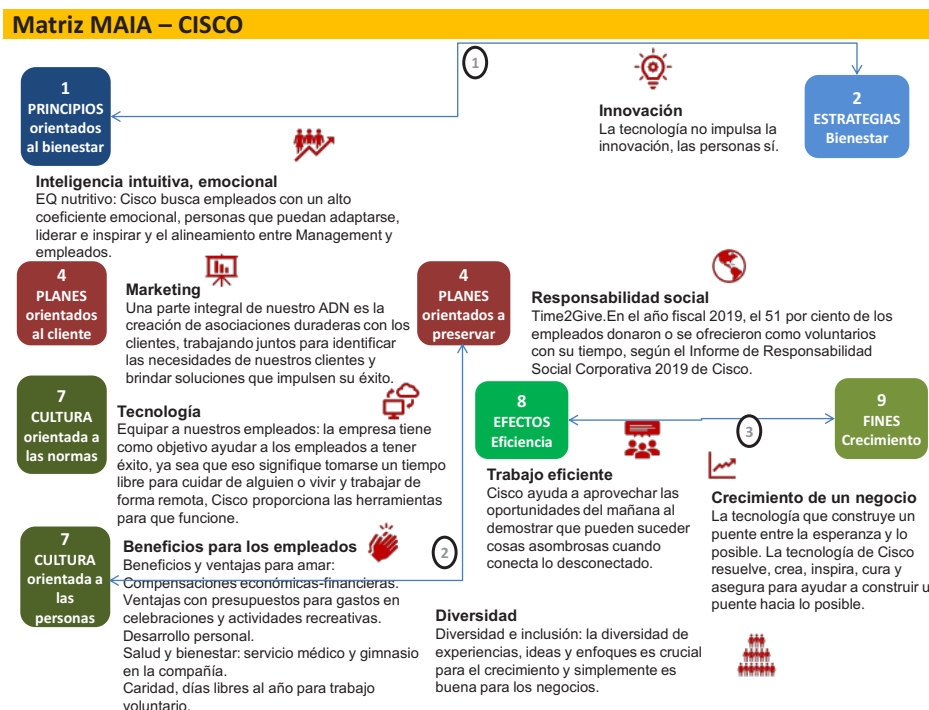 Matriz MAIA – CISCO
1
1
PRINCIPIOS
orientados
al bienestar
Innovación
La tecnología no impulsa la
innovación, las personas sí.
2
ESTRATEGIAS
Bienestar
Inteligencia intuitiva, emocional
EQ nutritivo: Cisco busca empleados con un alto
coeficiente emocional, personas que puedan adaptarse,
liderar e inspirar y el alineamiento entre Management y
empleados.
4
PLANES
orientados
al cliente
Marketing
Una parte integral de nuestro ADN es la
creación de asociaciones duraderas con los
clientes, trabajando juntos para identificar
las necesidades de nuestros clientes y
brindar soluciones que impulsen su éxito.
4
PLANES
orientados a
preservar
Responsabilidad social
Time2Give.En el año fiscal 2019, el 51 por ciento de los
empleados donaron o se ofrecieron como voluntarios
con su tiempo, según el Informe de Responsabilidad
Social Corporativa 2019 de Cisco.
7
CULTURA
orientada a
las normas
Tecnología
Equipar a nuestros empleados: la empresa tiene
como objetivo ayudar a los empleados a tener
éxito, ya sea que eso signifique tomarse un tiempo
libre para cuidar de alguien o vivir y trabajar de
forma remota, Cisco proporciona las herramientas
para que funcione.
8
EFECTOS
Eficiencia
3
9
FINES
Crecimiento
Trabajo eficiente
Cisco ayuda a aprovechar las
oportunidades del mañana al
demostrar que pueden suceder
cosas asombrosas cuando
conecta lo desconectado.
Crecimiento de un negocio
La tecnología que construye un
puente entre la esperanza y lo
posible. La tecnología de Cisco
resuelve, crea, inspira, cura y
asegura para ayudar a construir u
puente hacia lo posible.
7
CULTURA
orientada a
las
personas
Beneficios para los empleados
Beneficios y ventajas para amar:
Compensaciones económicas-financieras.
Ventajas con presupuestos para gastos en
celebraciones y actividades recreativas.
Desarrollo personal.
Salud y bienestar: servicio médico y gimnasio
en la compañía.
Caridad, días libres al año para trabajo
voluntario.
2
Diversidad
Diversidad e inclusión: la diversidad de
experiencias, ideas y enfoques es crucial
para el crecimiento y simplemente es
buena para los negocios.